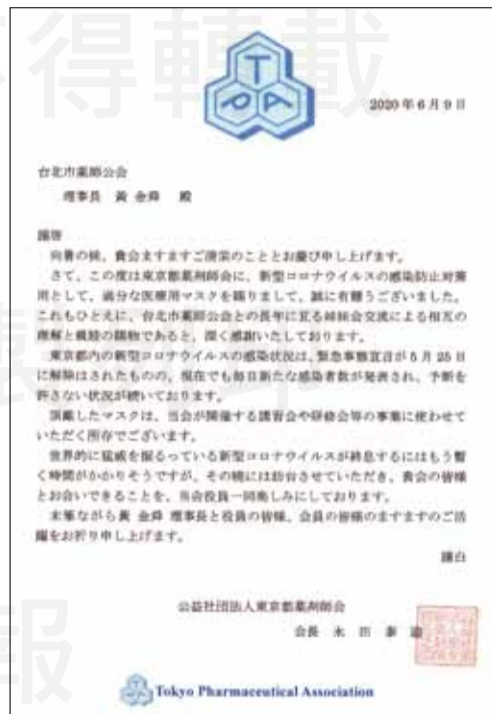 不得轉載
TPA
2020年6月9日
台北市薬師公会
理事長 黃 金舜 殿
謹啓
向暑の候、貴会ますますご清栄のこととお慶び申し上げます。
さて、この度は東京都薬剤師会に、新型コロナウイルスの感染防止対策
用として、過分な医療用マスクを賜りまして、誠に有難うございました。
これもひとえに、台北市薬師公会との長年に亘る姉妹会交流による相互の
理解と親睦の賜物であると、深く感謝いたしております。
東京都内の新型コロナウイルスの感染状況は、緊急事態宣言が5月25日
に解除はされたものの、現在でも毎日新たな感染者数が発表され、予断を
許さない状況が続いております。
頂戴したマスクは、当会が開催する講習会や研修会等の事業に使わせて
いただく所存でございます。
世界的に猛威を振るっている新型コロナウイルスが終息するにはもう暫
く時間がかかりそうですが、その暁には訪台させていただき、貴会の皆様
とお会いできることを、当会役員一同楽しみにしております。
末筆ながら黃 金舜 理事長と役員の皆様、会員の皆様のますますのご活
躍をお祈り申し上げます。
謹白
公益社団法人東京都薬剤師会
会長 永田 泰造
報
Tokyo Pharmaceutical Association